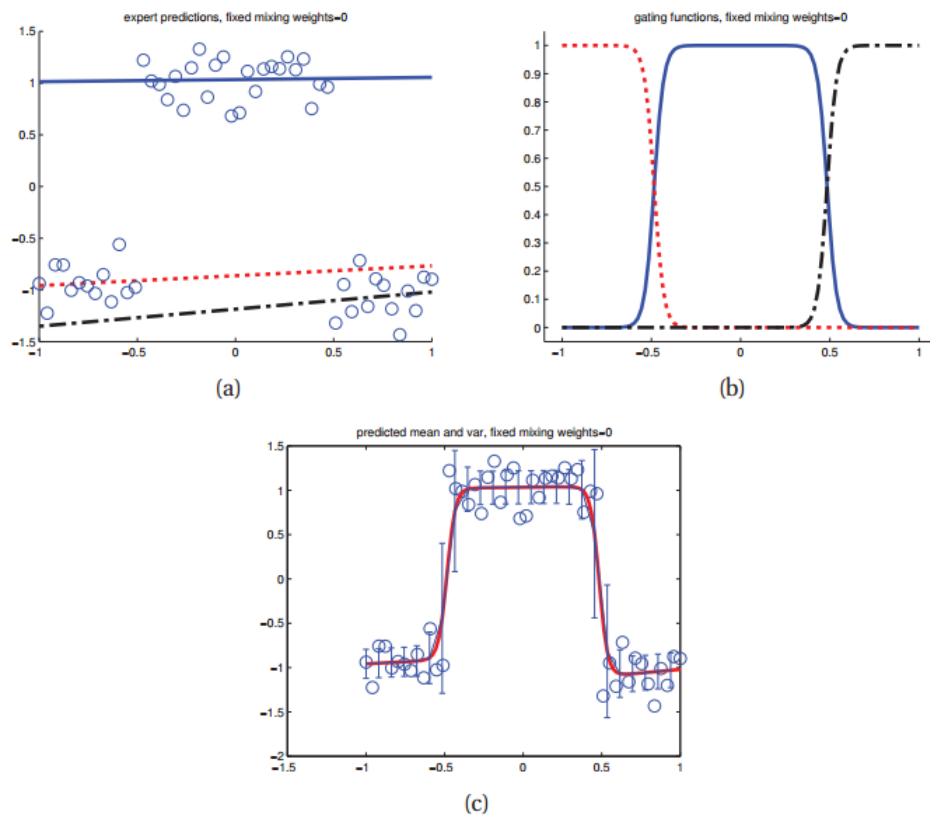 expert predictions, fixed mixing weights=0
1.5
1
0.5
0
−0.5
−1
−1.5
−1 −0.5 0 0.5 1
(a)
gating functions, fixed mixing weights=0
1
0.9
0.8
0.7
0.6
0.5
0.4
0.3
0.2
0.1
0
−1 −0.5 0 0.5 1
(b)
predicted mean and var, fixed mixing weights=0
1.5
1
0.5
0
−0.5
−1
−1.5
−2
−1.5 −1 −0.5 0 0.5 1
(c)